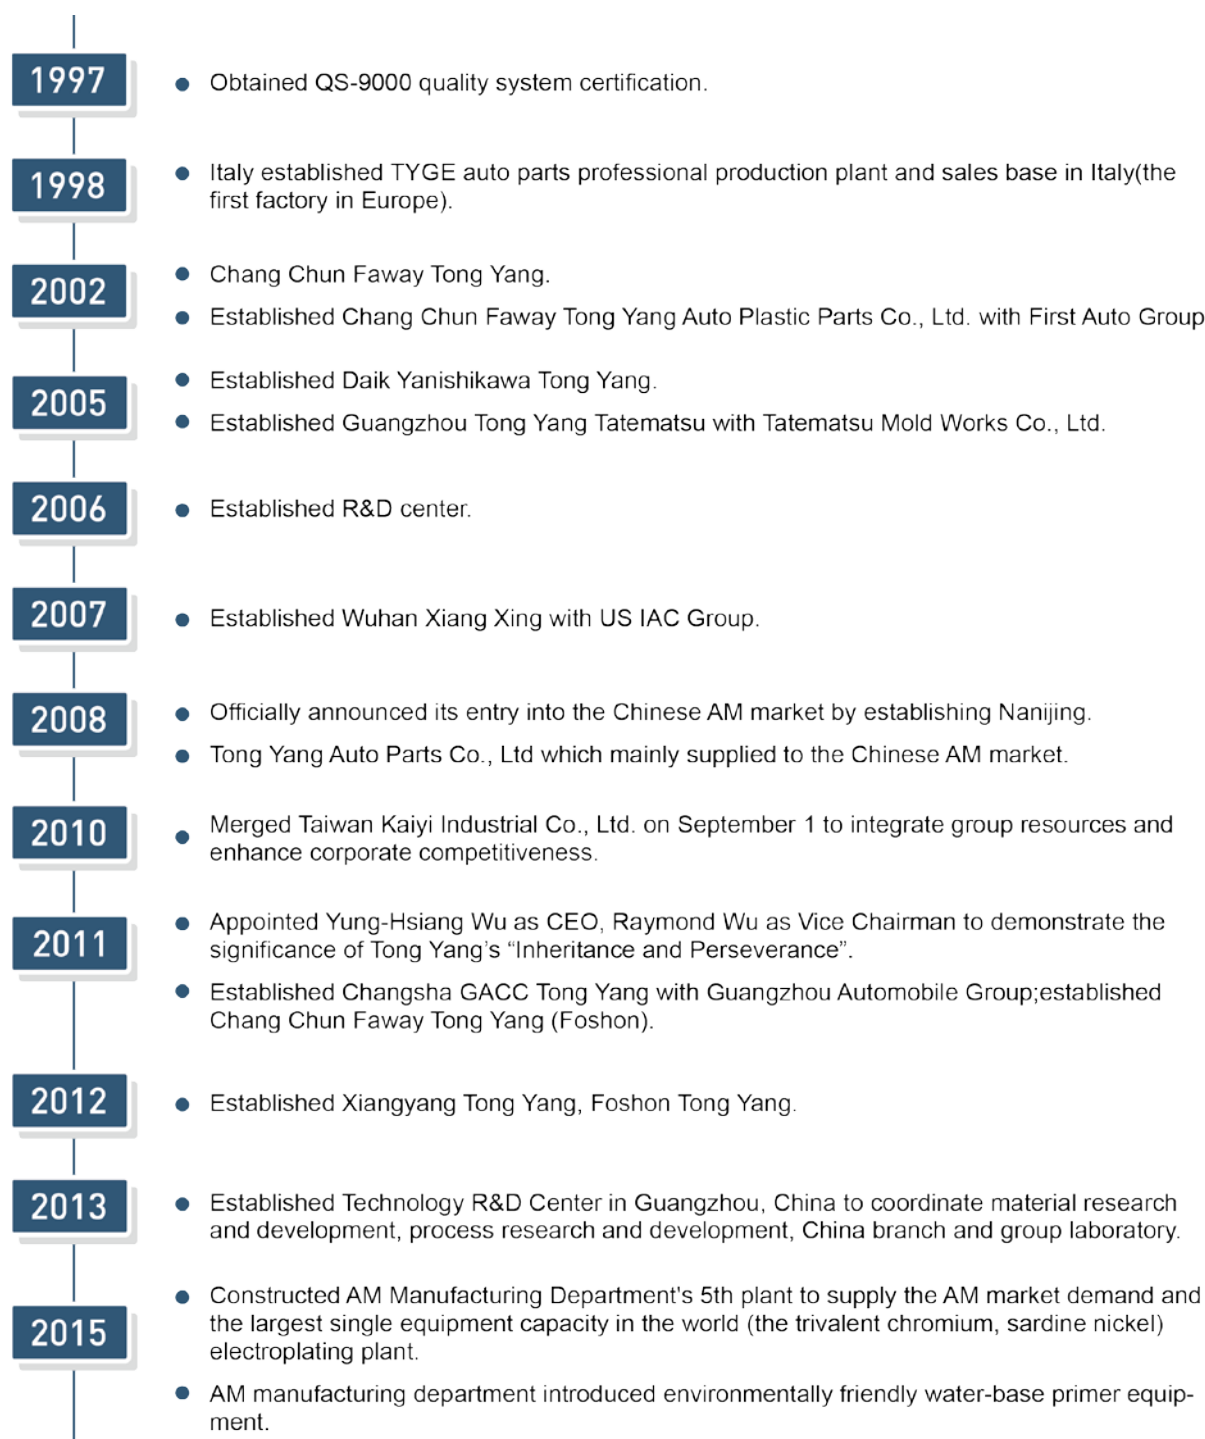 1997
Obtained QS-9000 quality system certification.
1998
Italy established TYGE auto parts professional production plant and sales base in Italy(the
first factory in Europe).
2002
Chang Chun Faway Tong Yang.
Established Chang Chun Faway Tong Yang Auto Plastic Parts Co., Ltd. with First Auto Group
2005
Established Daik Yanishikawa Tong Yang.
Established Guangzhou Tong Yang Tatematsu with Tatematsu Mold Works Co., Ltd.
2006
Established R&D center.
2007
Established Wuhan Xiang Xing with US IAC Group.
2008
Officially announced its entry into the Chinese AM market by establishing Nanijing.
Tong Yang Auto Parts Co., Ltd which mainly supplied to the Chinese AM market.
2010
Merged Taiwan Kaiyi Industrial Co., Ltd. on September 1 to integrate group resources and
enhance corporate competitiveness.
2011
Appointed Yung-Hsiang Wu as CEO, Raymond Wu as Vice Chairman to demonstrate the
significance of Tong Yang’s “Inheritance and Perseverance”.
Established Changsha GACC Tong Yang with Guangzhou Automobile Group;established
Chang Chun Faway Tong Yang (Foshon).
2012
Established Xiangyang Tong Yang, Foshon Tong Yang.
2013
Established Technology R&D Center in Guangzhou, China to coordinate material research
and development, process research and development, China branch and group laboratory.
2015
Constructed AM Manufacturing Department's 5th plant to supply the AM market demand and
the largest single equipment capacity in the world (the trivalent chromium, sardine nickel)
electroplating plant.
AM manufacturing department introduced environmentally friendly water-base primer equip-
ment.